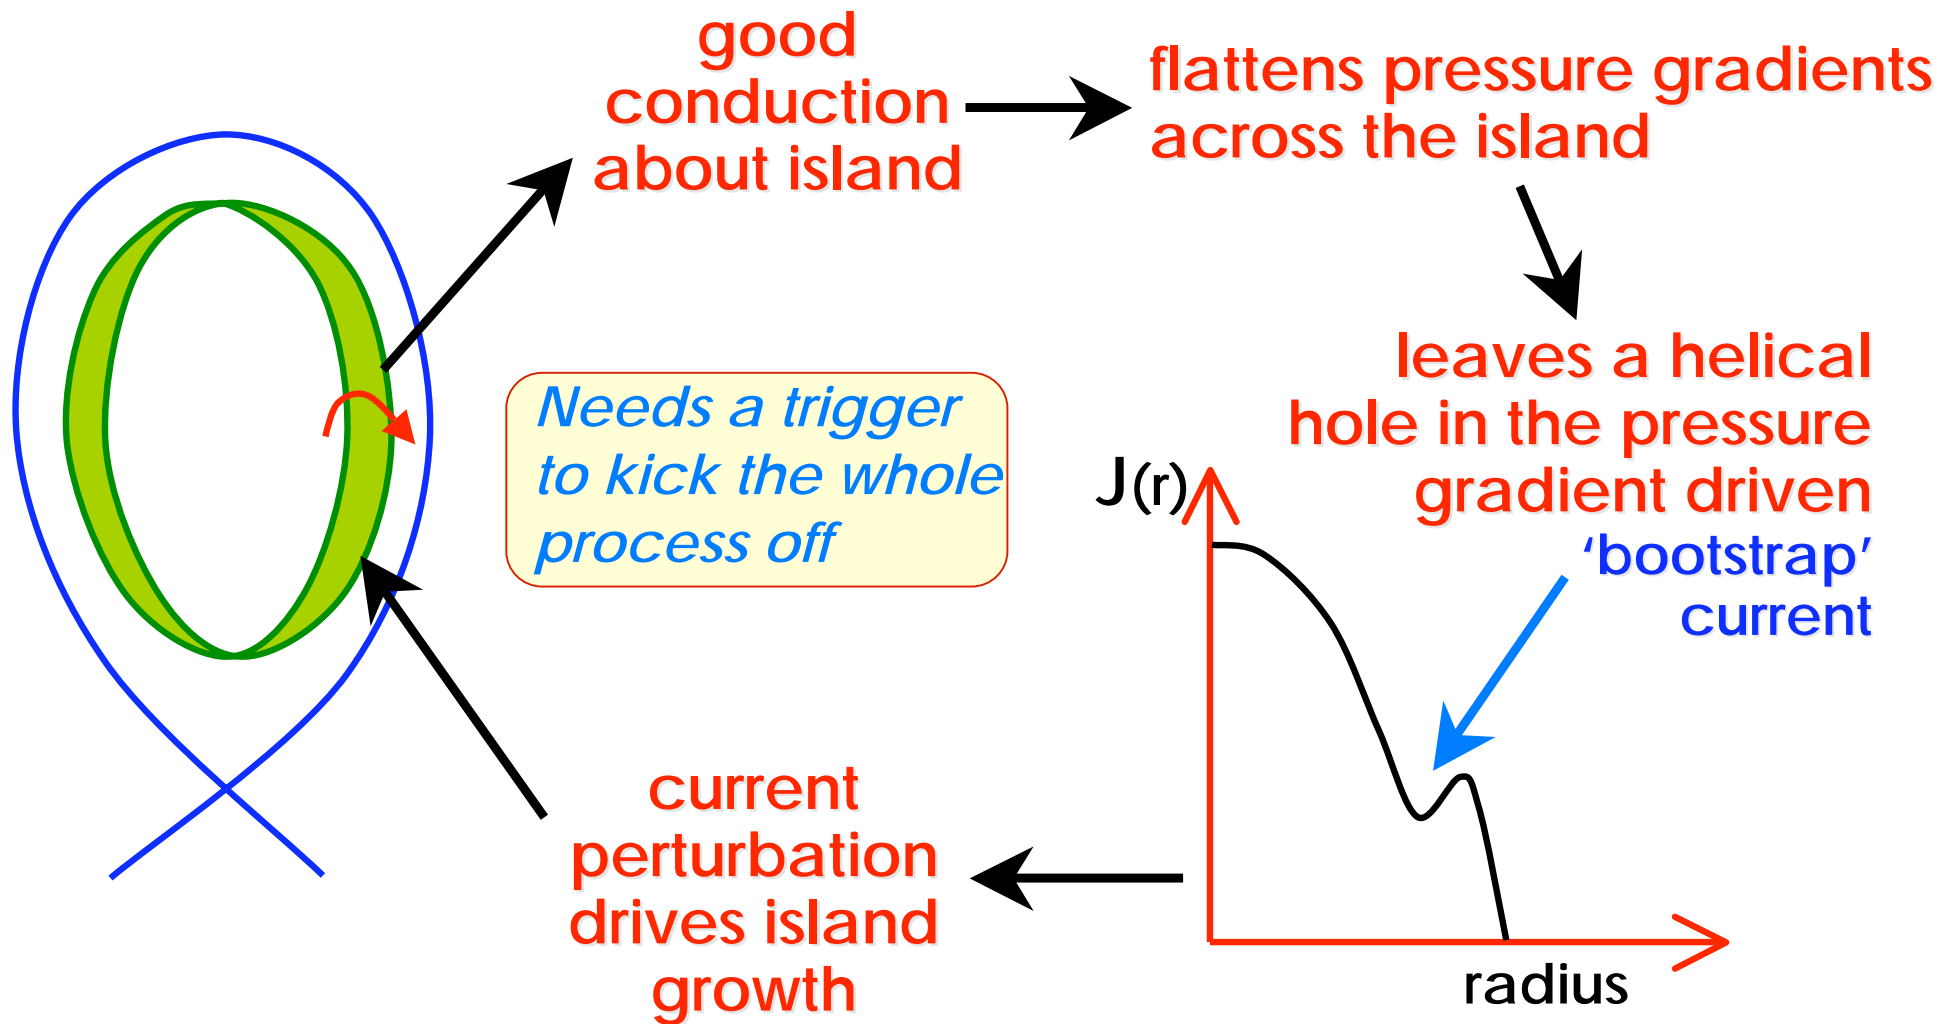 good
conduction
about island
flattens pressure gradients
across the island
leaves a helical
hole in the pressure
gradient driven
‘bootstrap’
current
Needs a trigger
to kick the whole
process off
J(r)
radius
current
perturbation
drives island
growth